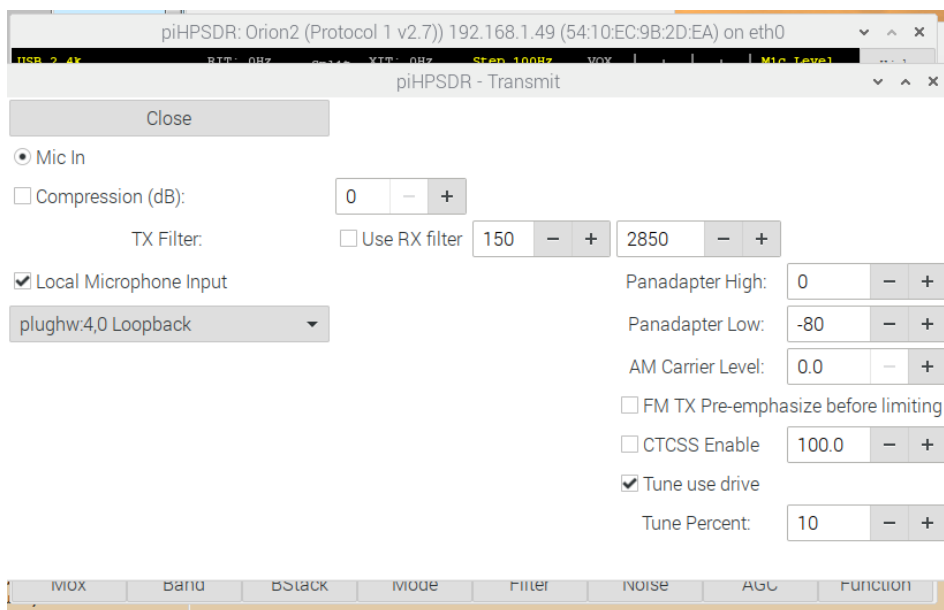 piHPSDR: Orion2 (Protocol 1 v2.7)) 192.168.1.49 (54:10:EC:9B:2D:EA) on eth0
USB 2.4k RIT: 0Hz Split XIT: 0Hz Step 100Hz VOX Mic Level
piHPSDR - Transmit
Close
Mic In
Compression (dB): 0 − +
TX Filter: Use RX filter 150 − + 2850 − +
Local Microphone Input Panadapter High: 0 − +
plughw:4,0 Loopback Panadapter Low: -80 − +
AM Carrier Level: 0.0 − +
FM TX Pre-emphasize before limiting
CTCSS Enable 100.0 − +
Tune use drive
Tune Percent: 10 − +
Mox Band BStack Mode Filter Noise AGC Function